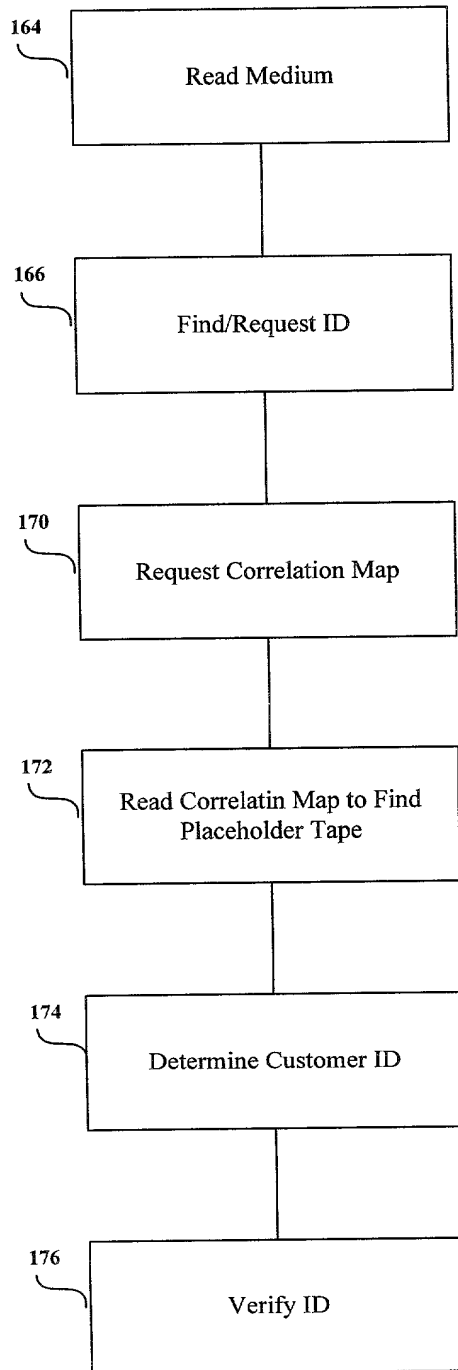 164
Read Medium
166
Find/Request ID
170
Request Correlation Map
172
Read Correlatin Map to Find
Placeholder Tape
174
Determine Customer ID
176
Verify ID